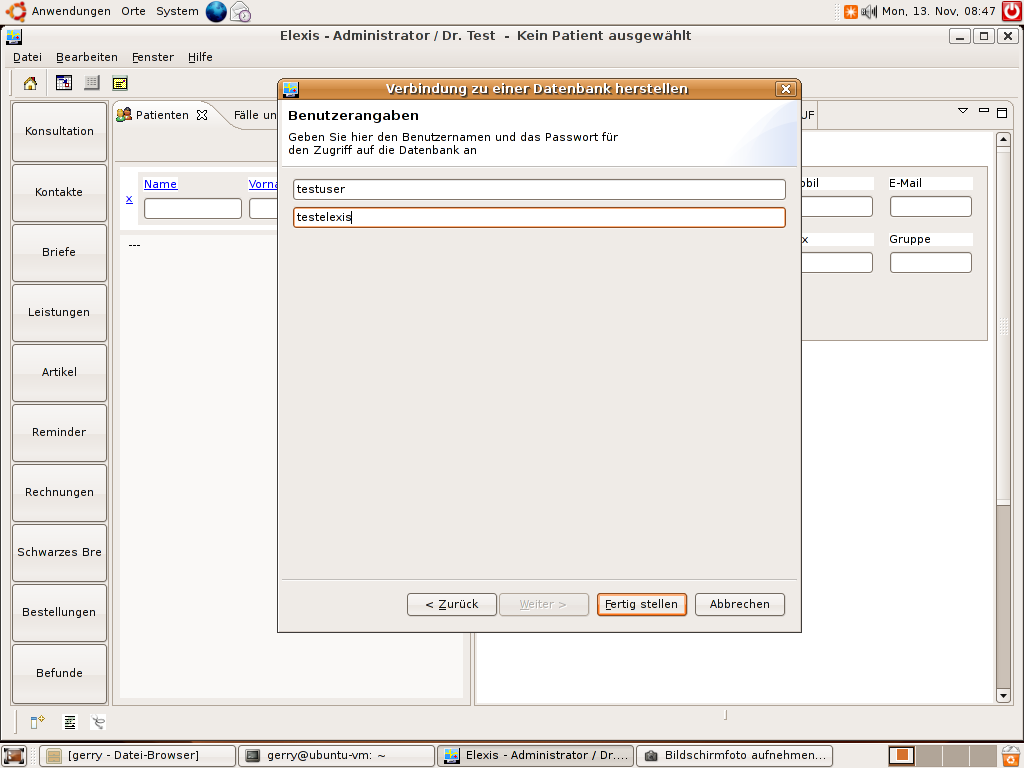 Anwendungen Orte System Mon, 13. Nov, 08:47
Elexis - Administrator / Dr. Test - Kein Patient ausgewählt
Datei Bearbeiten Fenster Hilfe
Verbindung zu einer Datenbank herstellen
Benutzerangaben
Geben Sie hier den Benutzernamen und das Passwort für
den Zugriff auf die Datenbank an
testuser
testelexis
< Zurück Weiter > Fertig stellen Abbrechen
Konsultation
Kontakte
Briefe
Leistungen
Artikel
Reminder
Rechnungen
Schwarzes Bre
Bestellungen
Befunde
Patienten Fälle un UF
x Name Vorna obil E-Mail
x Gruppe
---
[gerry - Datei-Browser] gerry@ubuntu-vm: ~ Elexis - Administrator / Dr.... Bildschirmfoto aufnehmen...